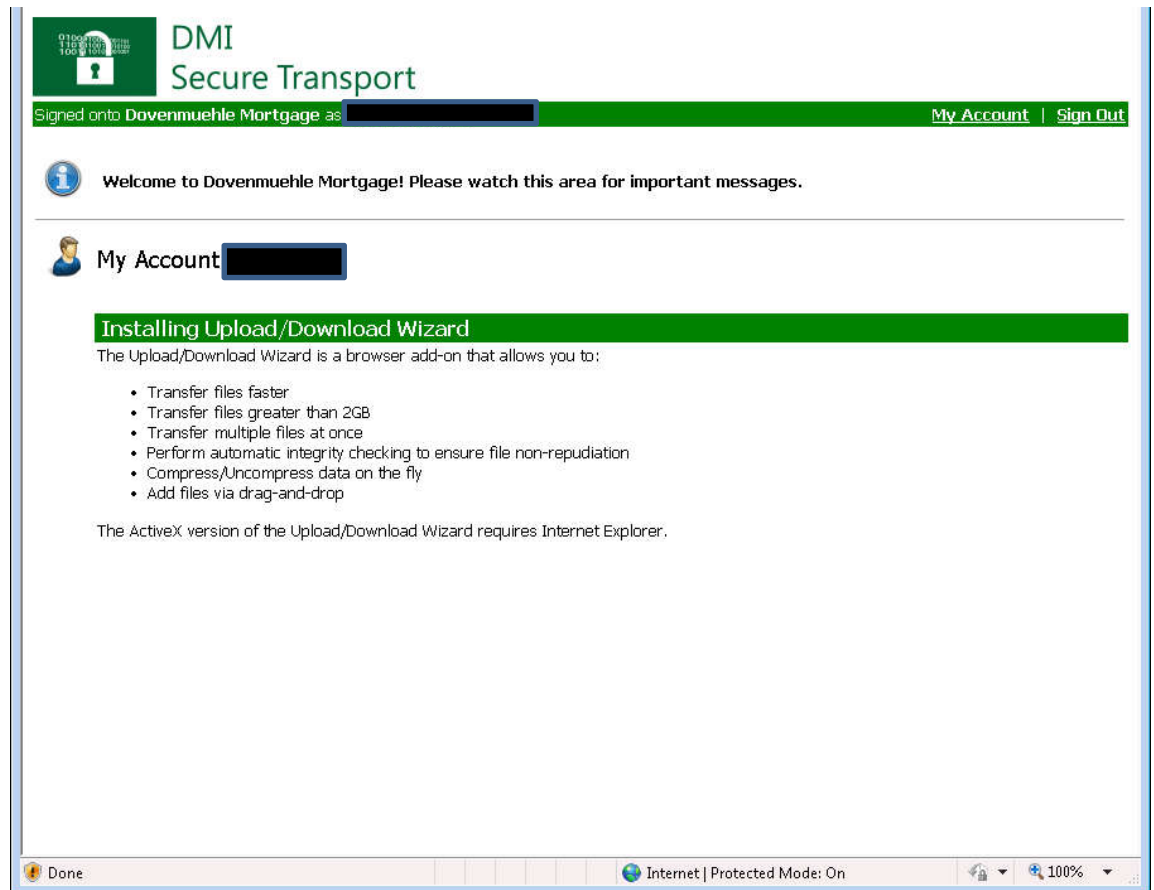 DMI
Secure Transport
Signed onto Dovenmuehle Mortgage as
My Account | Sign Out
Welcome to Dovenmuehle Mortgage! Please watch this area for important messages.
My Account
Installing Upload/Download Wizard
The Upload/Download Wizard is a browser add-on that allows you to:
• Transfer files faster
• Transfer files greater than 2GB
• Transfer multiple files at once
• Perform automatic integrity checking to ensure file non-repudiation
• Compress/Uncompress data on the fly
• Add files via drag-and-drop
The ActiveX version of the Upload/Download Wizard requires Internet Explorer.
Done
Internet | Protected Mode: On
100%